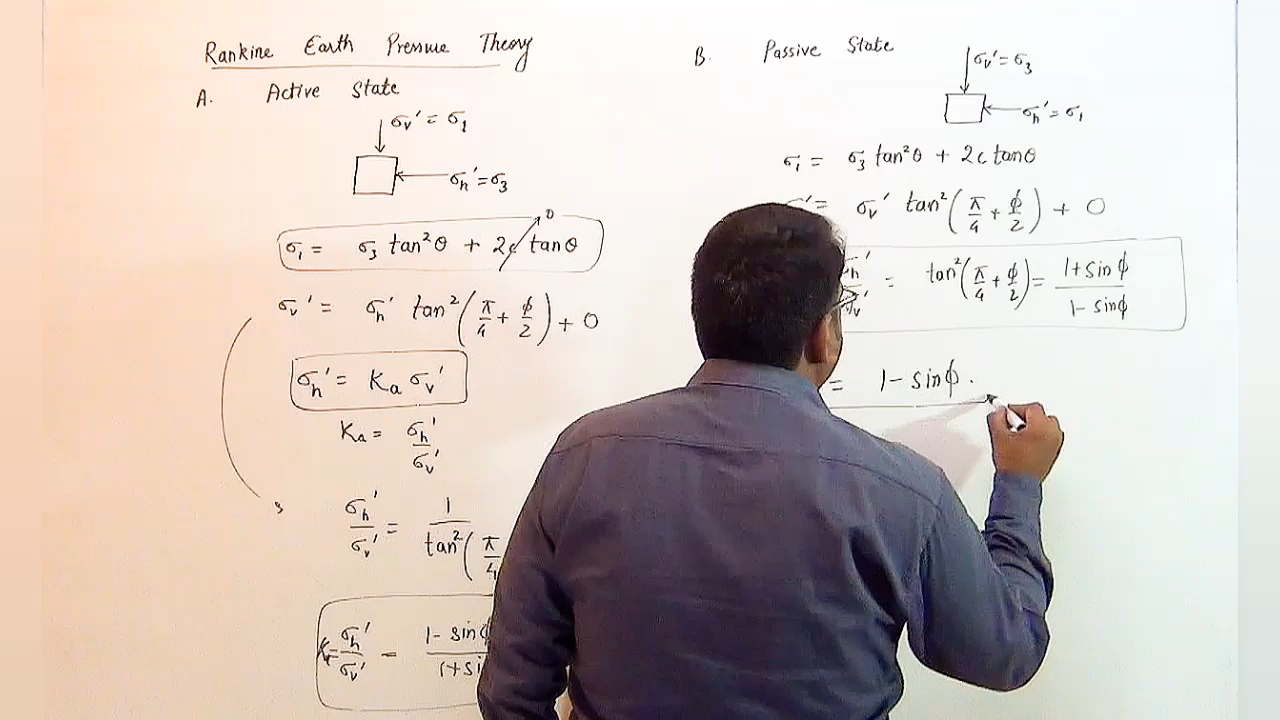 Rankine Earth Pressure Theory
A. Active State
σv' = σ1
σh' = σ3
σ1 = σ3 tan²θ + 2c tanθ
0
σv' = σh' tan²(π/4 + ϕ/2) + 0
σh' = Ka σv'
Ka = σh'/σv'
σh'/σv' = 1/tan²(π/4
σh'/σv' = 1 - sinϕ
B. Passive State
σv' = σ3
σh' = σ1
σ1 = σ3 tan²θ + 2c tanθ
' = σv' tan²(π/4 + ϕ/2) + 0
= tan²(π/4 + ϕ/2) = 1 + sinϕ/1 - sinϕ
= 1 - sinϕ.